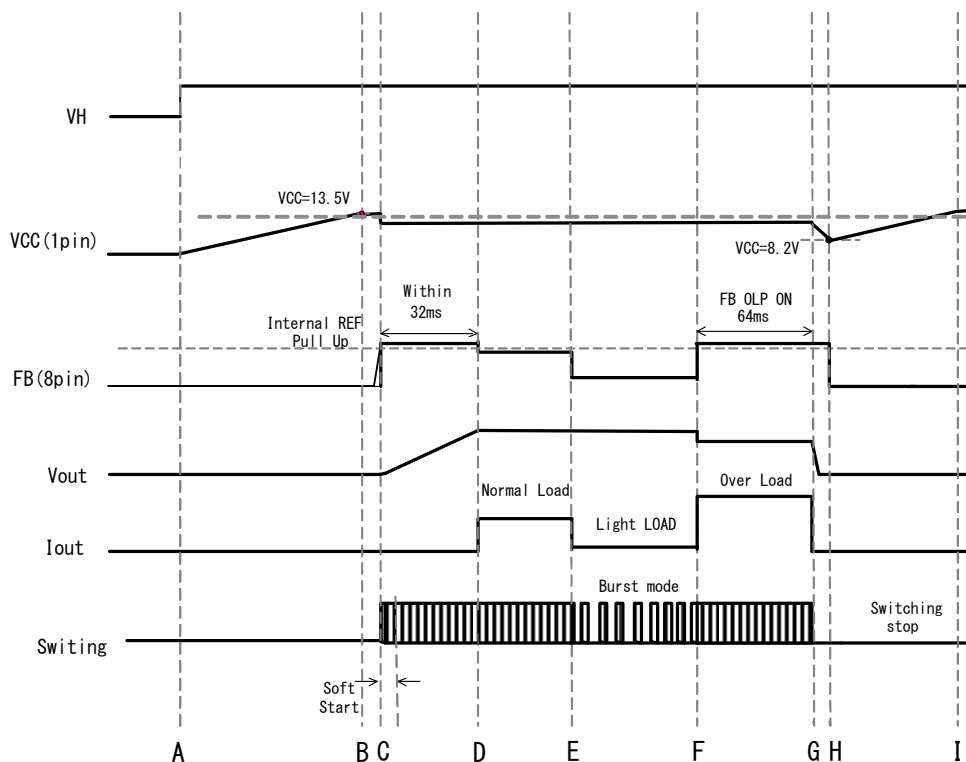 VH
VCC=13.5V
VCC(1pin)
VCC=8.2V
Within
32ms
FB OLP ON
64ms
Internal REF
Pull Up
FB(8pin)
Vout
Normal Load
Over Load
Light LOAD
Iout
Burst mode
Switching
stop
Switing
Soft
Start
A B C D E F G H I